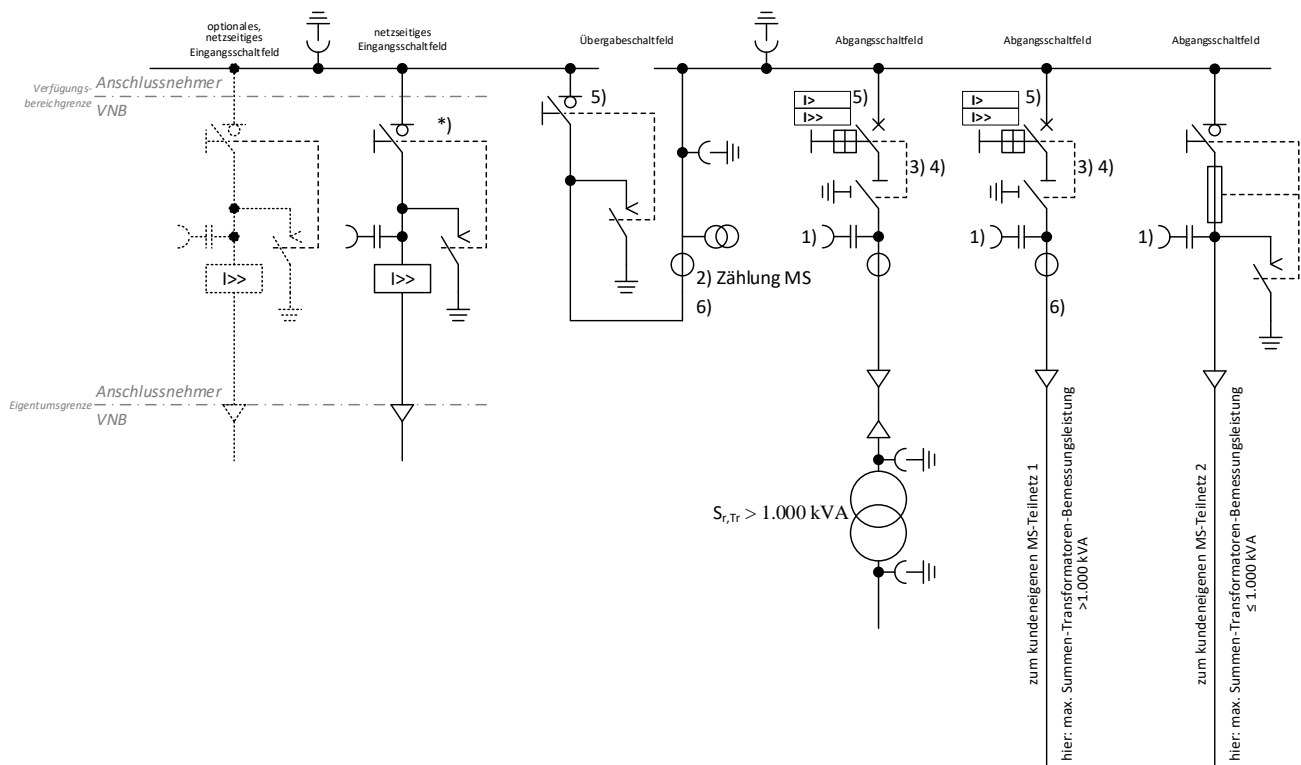 optionales,
netzseitiges
Eingangsschaltfeld
netzseitiges
Eingangsschaltfeld
Übergabeschaltfeld
Abgangsschaltfeld
Abgangsschaltfeld
Abgangsschaltfeld
Verfügungs-
bereichgrenze
Anschlussnehmer
VNB
*)
5)
I>
I>>
5)
I>
I>>
5)
3) 4)
3) 4)
1)
1)
1)
I>>
I>>
2) Zählung MS
6)
6)
Eigentumsgrenze
Anschlussnehmer
VNB
Sr,Tr > 1.000 kVA
zum kundeneigenen MS-Teilnetz 1
hier: max. Summen-Transformatoren-Bemessungsleistung
>1.000 kVA
zum kundeneigenen MS-Teilnetz 2
hier: max. Summen-Transformatoren-Bemessungsleistung
≤ 1.000 kVA